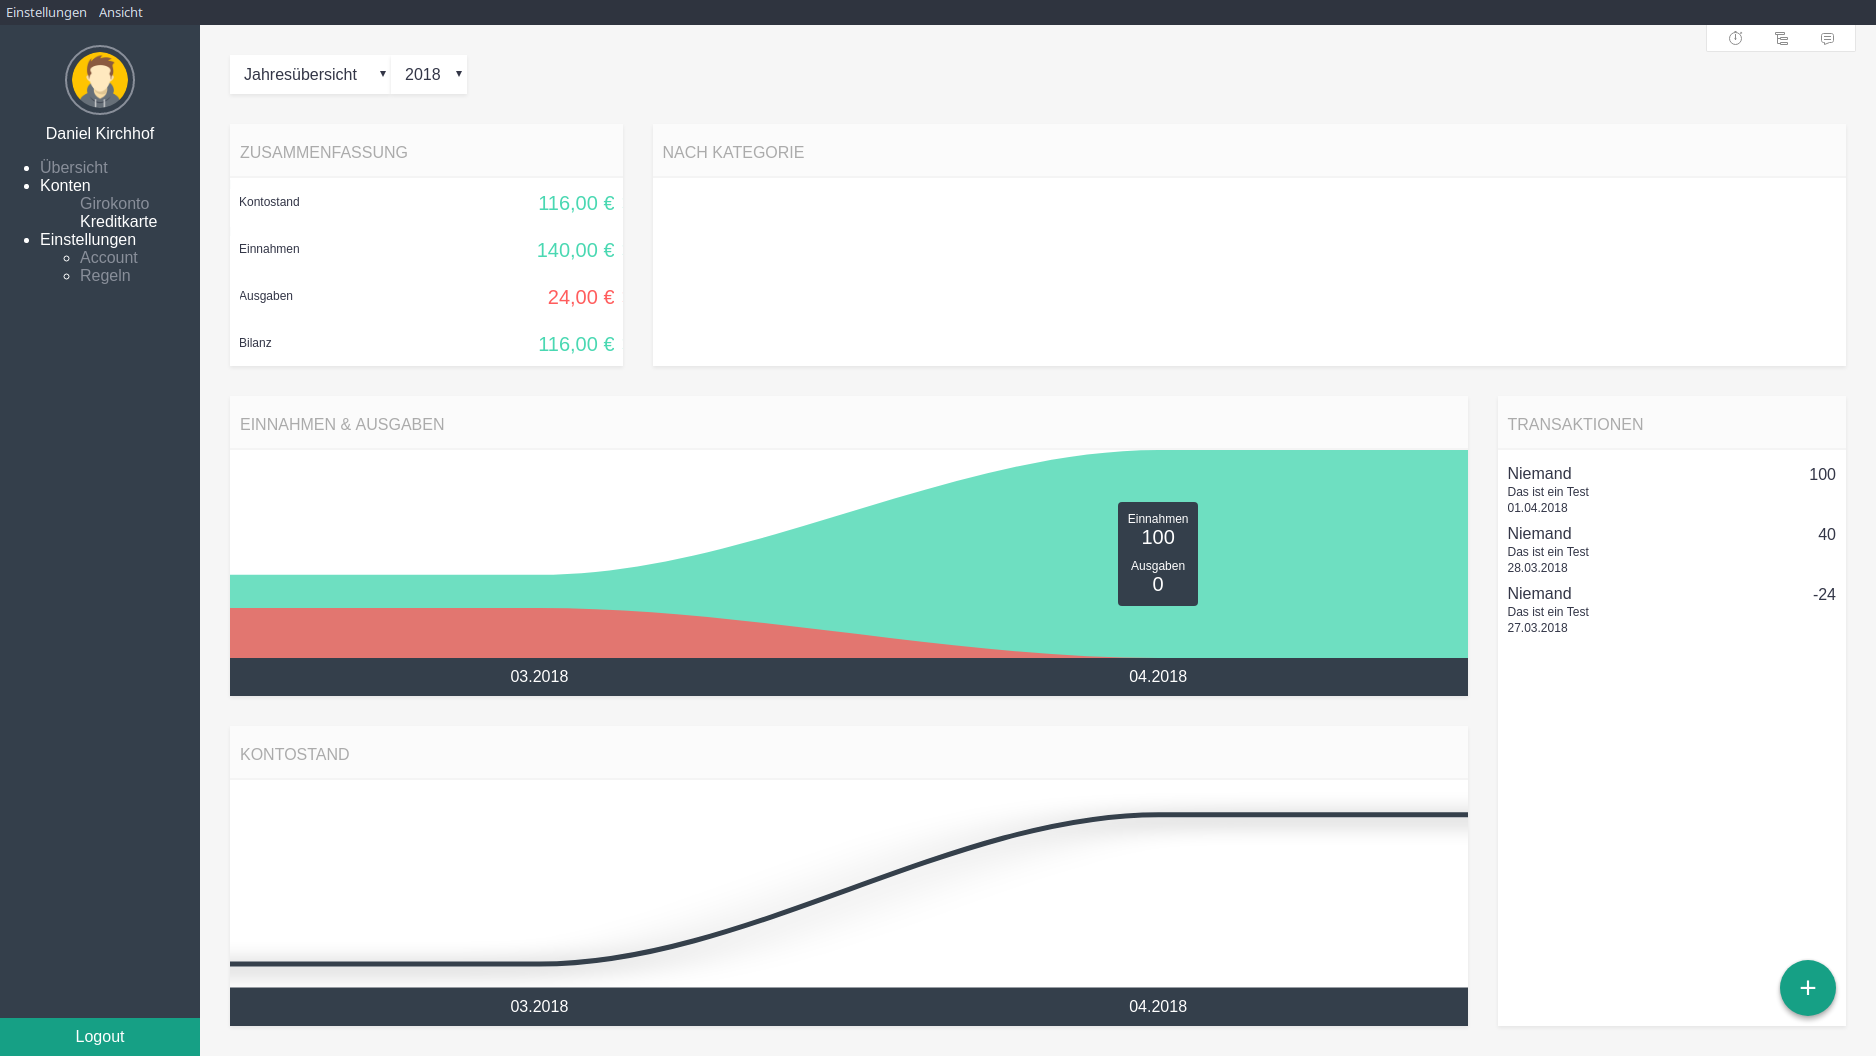 Einstellungen Ansicht
Daniel Kirchhof
Übersicht
Konten
Girokonto
Kreditkarte
Einstellungen
Account
Regeln
Logout
Jahresübersicht 2018
ZUSAMMENFASSUNG
Kontostand 116,00 €
Einnahmen 140,00 €
Ausgaben 24,00 €
Bilanz 116,00 €
NACH KATEGORIE
EINNAHMEN & AUSGABEN
Einnahmen
100
Ausgaben
0
03.2018 04.2018
KONTOSTAND
03.2018 04.2018
TRANSAKTIONEN
Niemand 100
Das ist ein Test
01.04.2018
Niemand 40
Das ist ein Test
28.03.2018
Niemand -24
Das ist ein Test
27.03.2018
+